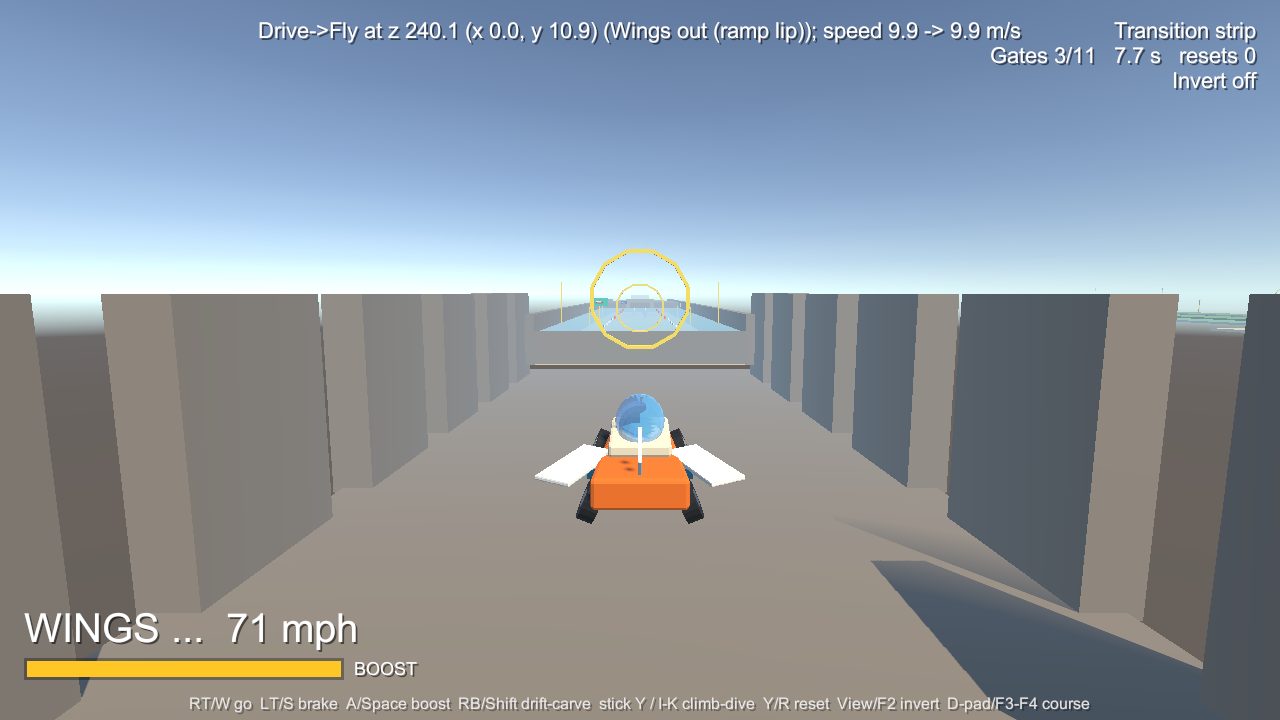 Drive->Fly at z 240.1 (x 0.0, y 10.9) (Wings out (ramp lip)); speed 9.9 -> 9.9 m/s
Transition strip
Gates 3/11 7.7 s resets 0
Invert off
WINGS ... 71 mph
BOOST
RT/W go LT/S brake A/Space boost RB/Shift drift-carve stick Y / I-K climb-dive Y/R reset View/F2 invert D-pad/F3-F4 course